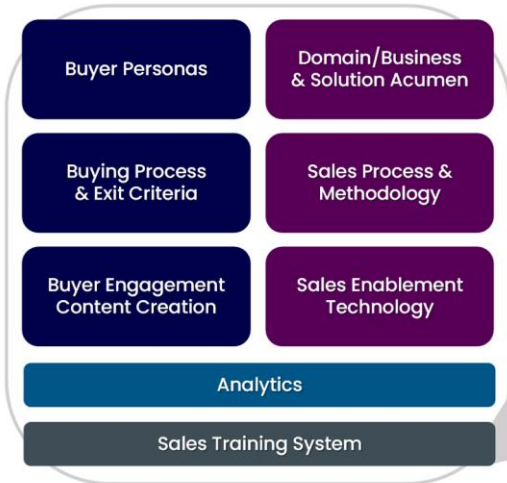 Buyer Personas
Domain/Business
& Solution Acumen
Buying Process
& Exit Criteria
Sales Process &
Methodology
Buyer Engagement
Content Creation
Sales Enablement
Technology
Analytics
Sales Training System